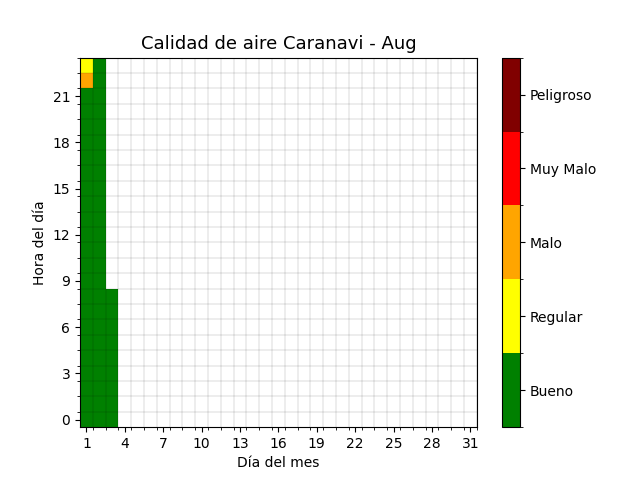 Calidad de aire Caranavi - Aug
Hora del día
21
18
15
12
9
6
3
0
1 4 7 10 13 16 19 22 25 28 31
Día del mes
Peligroso
Muy Malo
Malo
Regular
Bueno